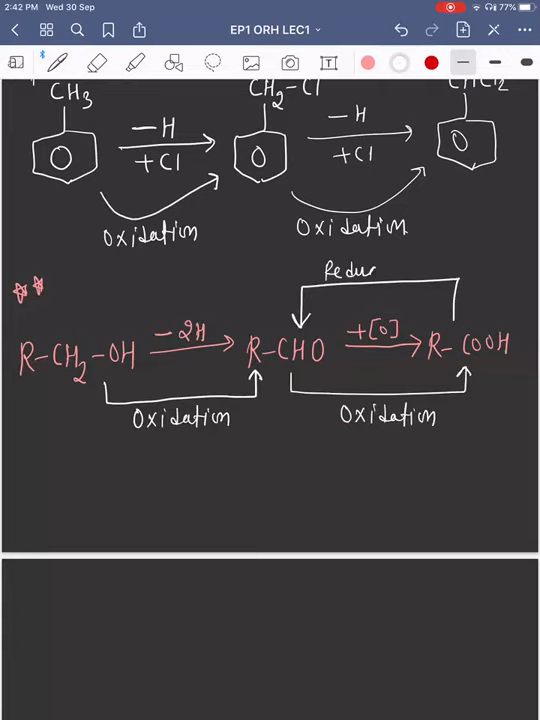 2:42 PM Wed 30 Sep
77%
EP1 ORH LEC1
T
CH3 CH2-Cl CHCl2
-H -H
+Cl +Cl
Oxidation Oxidation
Redur
R-CH2-OH -2H R-CHO +[O] R-COOH
Oxidation Oxidation